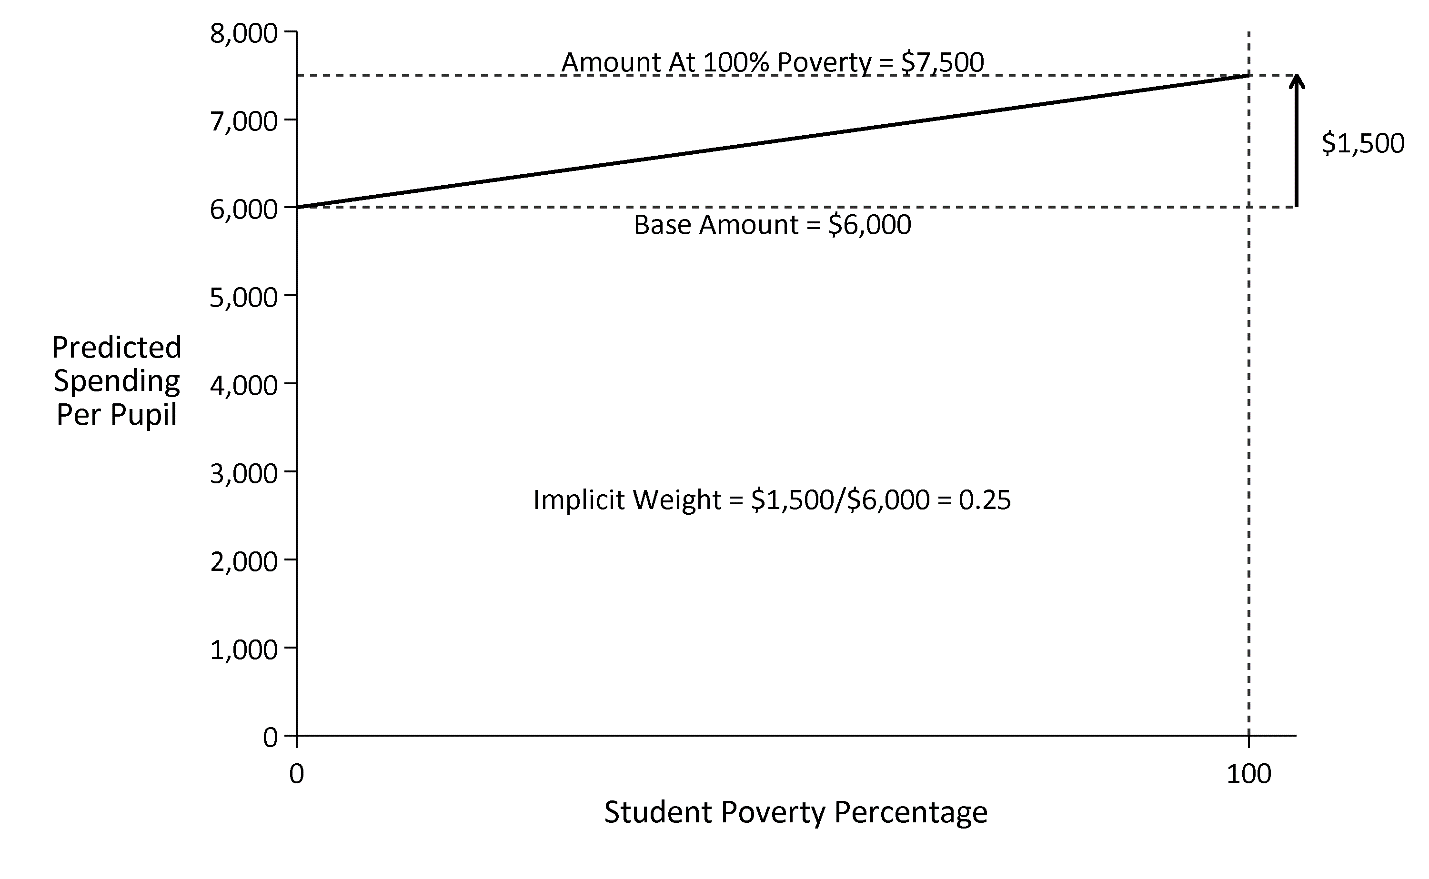 8,000
Amount At 100% Poverty = $7,500
7,000
$1,500
6,000
Base Amount = $6,000
5,000
Predicted
Spending
Per Pupil
4,000
3,000
Implicit Weight = $1,500/$6,000 = 0.25
2,000
1,000
0
0
100
Student Poverty Percentage